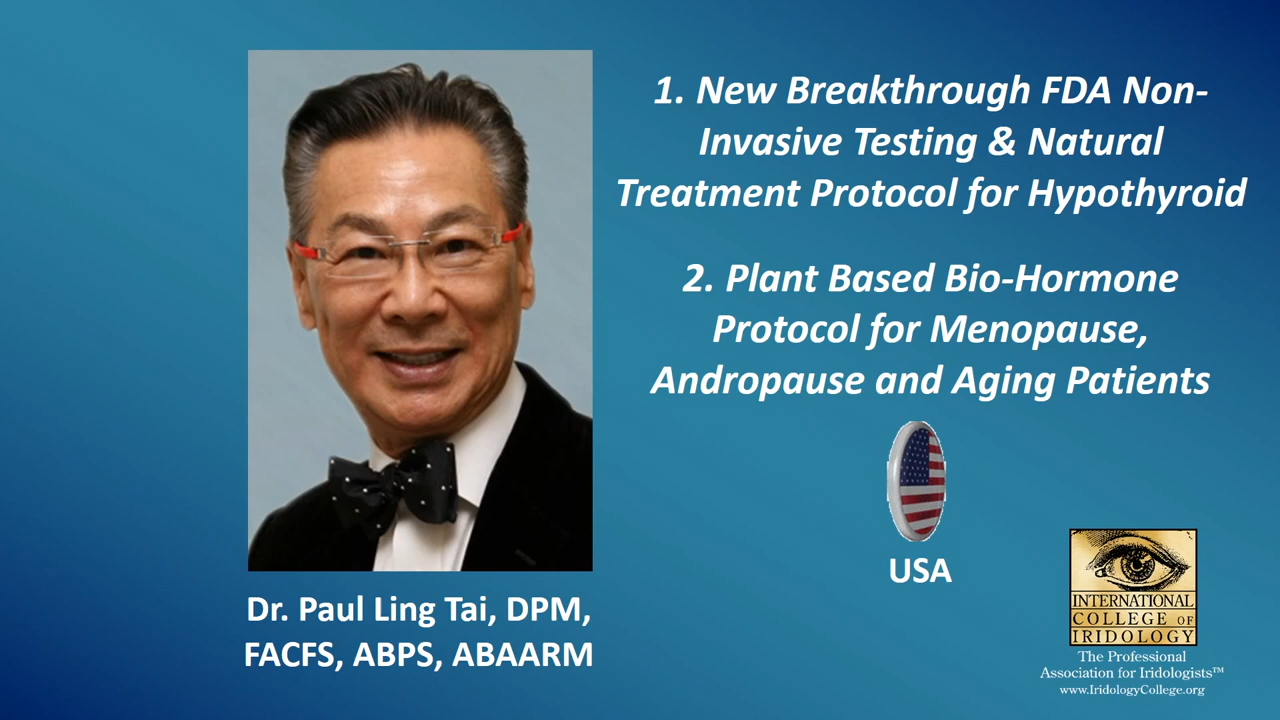 1. New Breakthrough FDA Non-
Invasive Testing & Natural
Treatment Protocol for Hypothyroid
2. Plant Based Bio-Hormone
Protocol for Menopause,
Andropause and Aging Patients
USA
Dr. Paul Ling Tai, DPM,
FACFS, ABPS, ABAARM
INTERNATIONAL
COLLEGE OF
IRIDOLOGY
The Professional
Association for Iridologists™
www.IridologyCollege.org